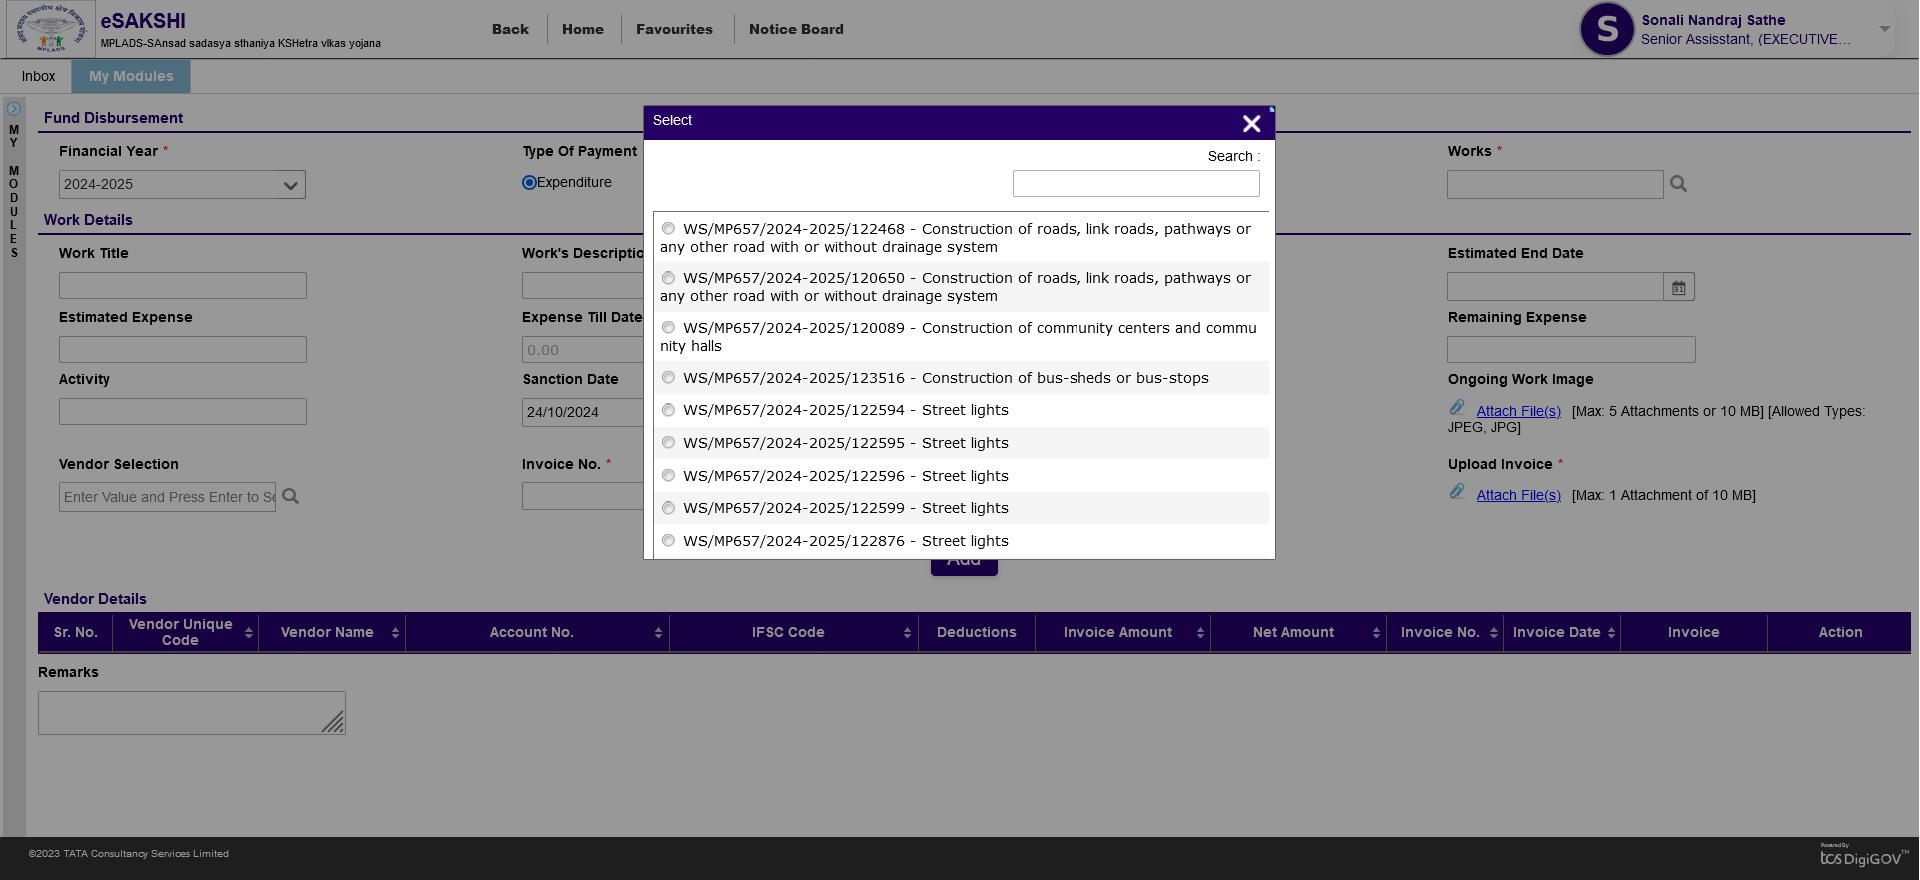 eSAKSHI
MPLADS-SAnsad sadasya sthaniya KSHetra vIkas yojana
Back
Home
Favourites
Notice Board
S
Sonali Nandraj Sathe
Senior Assisstant, (EXECUTIVE...
Inbox
My Modules
MY MODULES
Fund Disbursement
Financial Year *
Type Of Payment
Works *
2024-2025
Expenditure
Work Details
Work Title
Work's Descriptio
Estimated End Date
Estimated Expense
Expense Till Date
Remaining Expense
0.00
Activity
Sanction Date
Ongoing Work Image
24/10/2024
Attach File(s) [Max: 5 Attachments or 10 MB] [Allowed Types:
JPEG, JPG]
Vendor Selection
Invoice No. *
Upload Invoice *
Enter Value and Press Enter to Se
Attach File(s) [Max: 1 Attachment of 10 MB]
Select
Search :
WS/MP657/2024-2025/122468 - Construction of roads, link roads, pathways or
any other road with or without drainage system
WS/MP657/2024-2025/120650 - Construction of roads, link roads, pathways or
any other road with or without drainage system
WS/MP657/2024-2025/120089 - Construction of community centers and commu
nity halls
WS/MP657/2024-2025/123516 - Construction of bus-sheds or bus-stops
WS/MP657/2024-2025/122594 - Street lights
WS/MP657/2024-2025/122595 - Street lights
WS/MP657/2024-2025/122596 - Street lights
WS/MP657/2024-2025/122599 - Street lights
WS/MP657/2024-2025/122876 - Street lights
Add
Vendor Details
Sr. No.
Vendor Unique
Code
Vendor Name
Account No.
IFSC Code
Deductions
Invoice Amount
Net Amount
Invoice No.
Invoice Date
Invoice
Action
Remarks
©2023 TATA Consultancy Services Limited
Powered By
tcs DigiGOV™